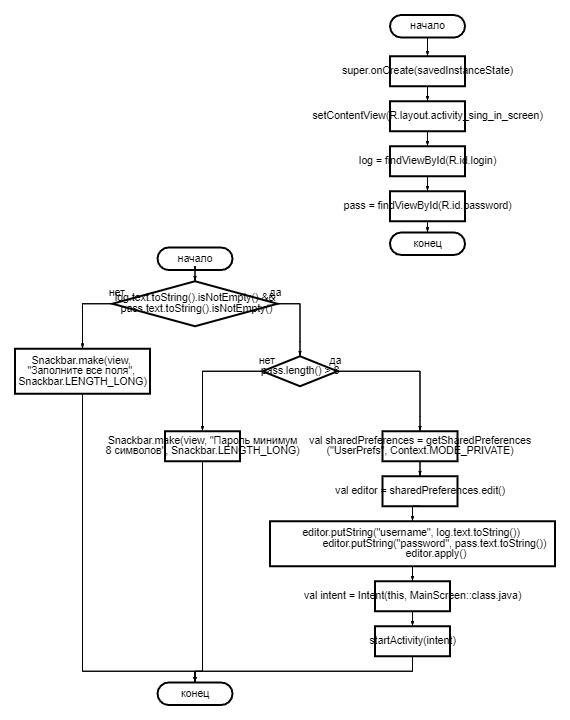 начало
super.onCreate(savedInstanceState)
setContentView(R.layout.activity_sing_in_screen)
log = findViewById(R.id.login)
pass = findViewById(R.id.password)
конец
начало
нет
да
log.text.toString().isNotEmpty() &&
pass.text.toString().isNotEmpty()
Snackbar.make(view,
"Заполните все поля",
Snackbar.LENGTH_LONG)
нет
да
pass.length() > 8
Snackbar.make(view, "Пароль минимум
8 символов", Snackbar.LENGTH_LONG)
val sharedPreferences = getSharedPreferences
("UserPrefs", Context.MODE_PRIVATE)
val editor = sharedPreferences.edit()
editor.putString("username", log.text.toString())
editor.putString("password", pass.text.toString())
editor.apply()
val intent = Intent(this, MainScreen::class.java)
startActivity(intent)
конец